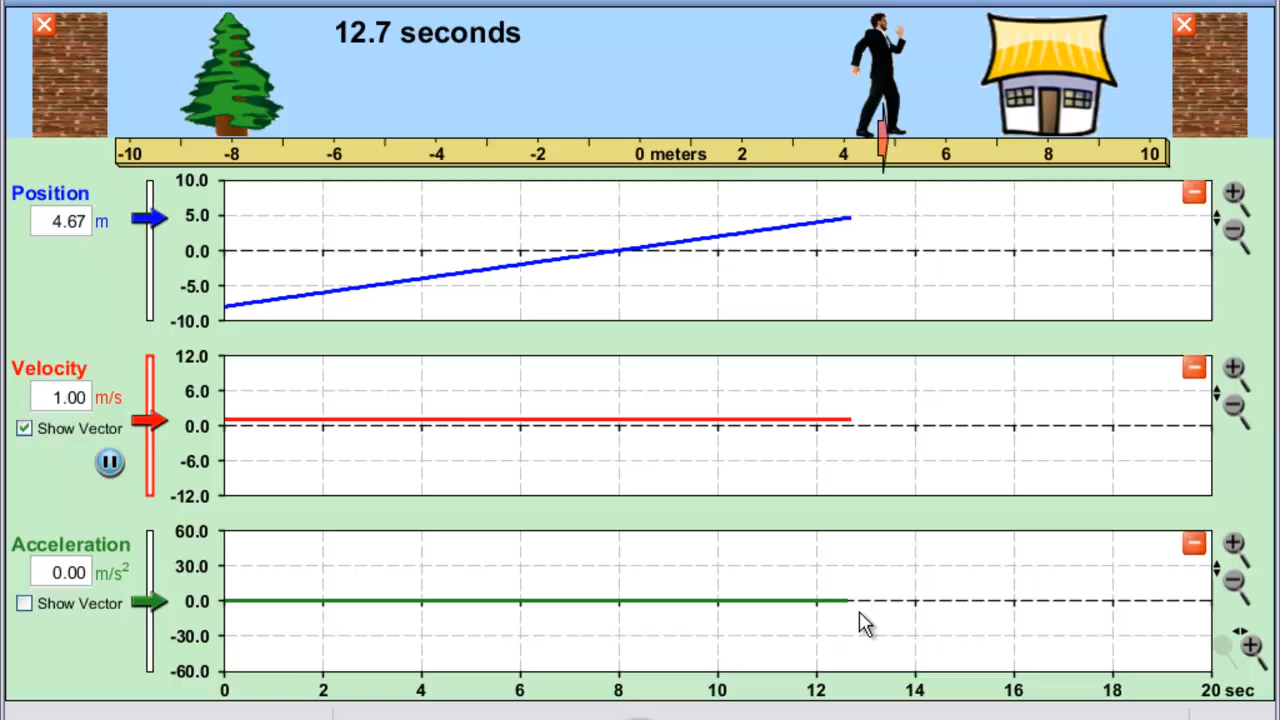 12.7 seconds
-10 -8 -6 -4 -2 0 meters 2 4 6 8 10
Position
4.67 m
10.0
5.0
0.0
-5.0
-10.0
Velocity
1.00 m/s
Show Vector
12.0
6.0
0.0
-6.0
-12.0
Acceleration
0.00 m/s²
Show Vector
60.0
30.0
0.0
-30.0
-60.0
0 2 4 6 8 10 12 14 16 18 20 sec